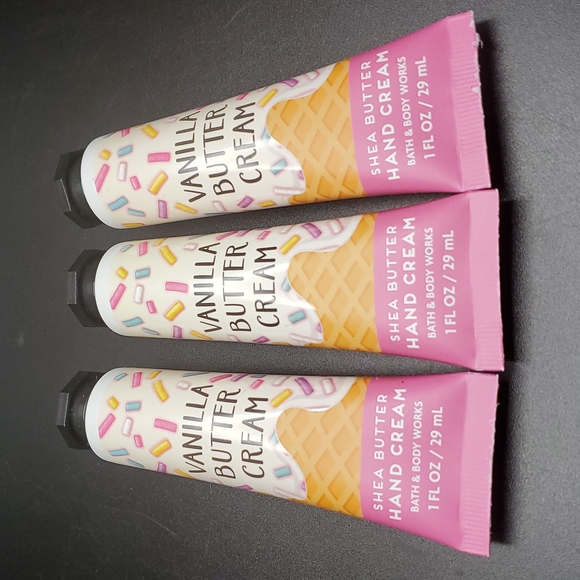 VANILLA
BUTTER
CREAM
SHEA BUTTER
HAND CREAM
BATH & BODY WORKS
1 FL OZ / 29 mL
VANILLA
BUTTER
CREAM
SHEA BUTTER
HAND CREAM
BATH & BODY WORKS
1 FL OZ / 29 mL
VANILLA
BUTTER
CREAM
SHEA BUTTER
HAND CREAM
BATH & BODY WORKS
1 FL OZ / 29 mL